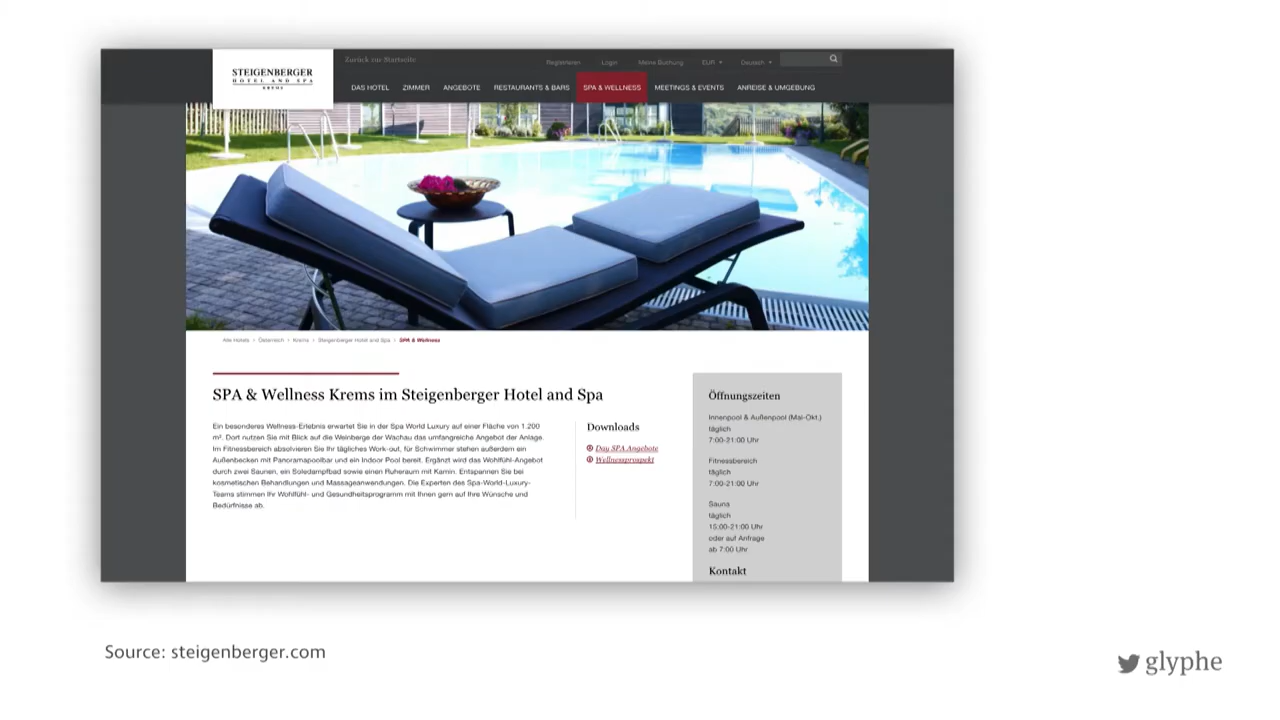 STEIGENBERGER
HOTEL AND SPA
KREMS
Zurück zur Startseite
Registrieren Login Meine Buchung EUR Deutsch
DAS HOTEL ZIMMER ANGEBOTE RESTAURANTS & BARS SPA & WELLNESS MEETINGS & EVENTS ANREISE & UMGEBUNG
Alle Hotels › Österreich › Krems › Steigenberger Hotel and Spa › SPA & Wellness
SPA & Wellness Krems im Steigenberger Hotel and Spa
Ein besonderes Wellness-Erlebnis erwartet Sie in der Spa World Luxury auf einer Fläche von 1.200
m². Dort nutzen Sie mit Blick auf die Weinberge der Wachau das umfangreiche Angebot der Anlage.
Im Fitnessbereich absolvieren Sie Ihr tägliches Work-out, für Schwimmer stehen außerdem ein
Außenbecken mit Panoramapoolbar und ein Indoor Pool bereit. Ergänzt wird das Wohlfühl-Angebot
durch zwei Saunen, ein Soledampfbad sowie einen Ruheraum mit Kamin. Entspannen Sie bei
kosmetischen Behandlungen und Massageanwendungen. Die Experten des Spa-World-Luxury-
Teams stimmen Ihr Wohlfühl- und Gesundheitsprogramm mit Ihnen gern auf Ihre Wünsche und
Bedürfnisse ab.
Downloads
Day SPA Angebote
Wellnessprospekt
Öffnungszeiten
Innenpool & Außenpool (Mai-Okt.)
täglich
7:00-21:00 Uhr
Fitnessbereich
täglich
7:00-21:00 Uhr
Sauna
täglich
15:00-21:00 Uhr
oder auf Anfrage
ab 7:00 Uhr
Kontakt
Source: steigenberger.com
glyphe